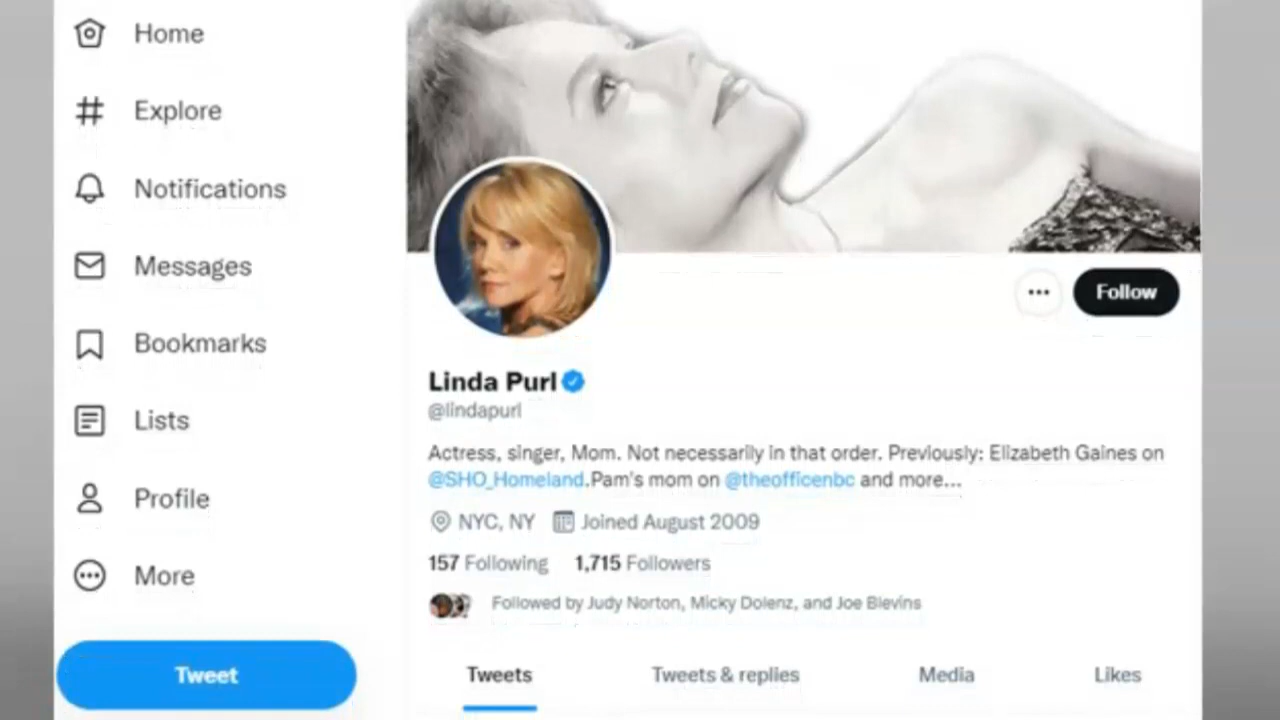 Home
Explore
Notifications
Messages
Bookmarks
Lists
Profile
More
Tweet
Follow
Linda Purl
@lindapurl
Actress, singer, Mom. Not necessarily in that order. Previously: Elizabeth Gaines on
@SHO_Homeland.Pam's mom on @theofficenbc and more...
NYC, NY Joined August 2009
157 Following 1,715 Followers
Followed by Judy Norton, Micky Dolenz, and Joe Blevins
Tweets Tweets & replies Media Likes